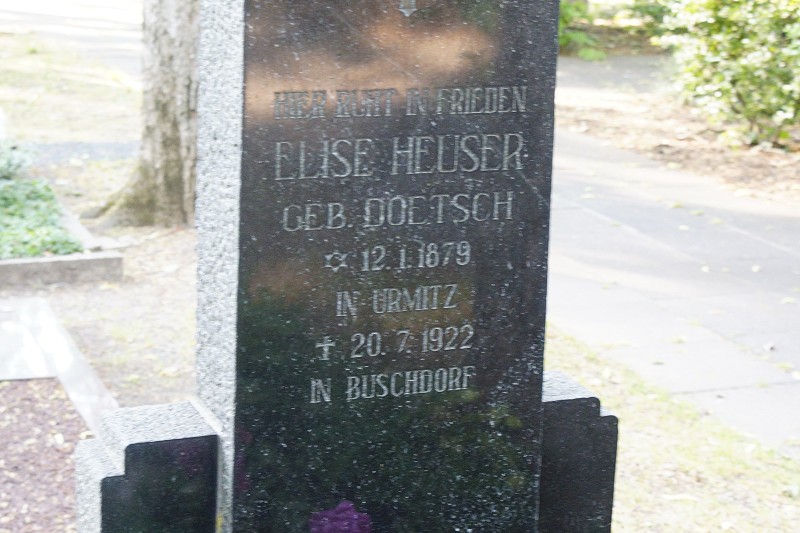 HIER RUHT IN FRIEDEN
ELISE HEUSER
GEB. DOETSCH
✡ 12. 1. 1879
IN URMITZ
✝ 20. 7. 1922
IN BUSCHDORF